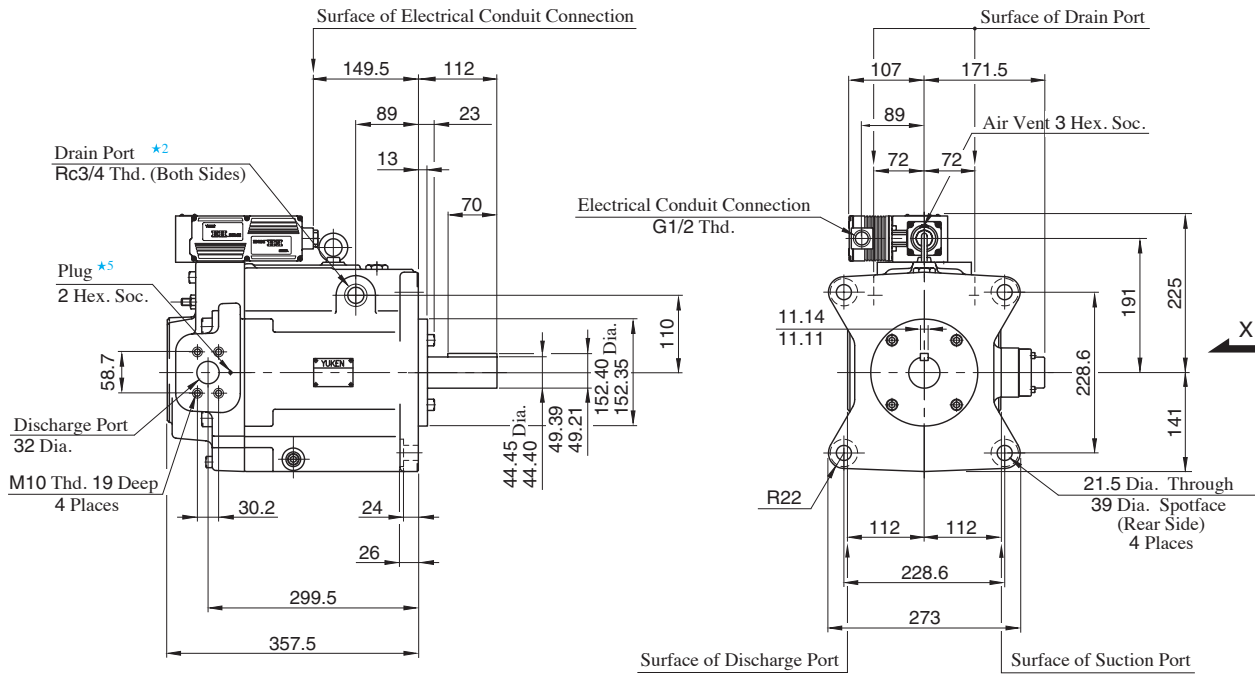 Surface of Electrical Conduit Connection
149.5
112
89
23
Drain Port ★2
Rc3/4 Thd. (Both Sides)
13
70
Plug ★5
2 Hex. Soc.
58.7
YUKEN
110
152.40 Dia.
152.35
49.39
49.21
44.45 Dia.
44.40
Discharge Port
32 Dia.
M10 Thd. 19 Deep
4 Places
30.2
24
26
299.5
357.5
Surface of Drain Port
107
171.5
89
Air Vent 3 Hex. Soc.
72
72
Electrical Conduit Connection
G1/2 Thd.
11.14
11.11
191
225
X
228.6
141
R22
21.5 Dia. Through
39 Dia. Spotface
(Rear Side)
4 Places
112
112
228.6
273
Surface of Discharge Port
Surface of Suction Port